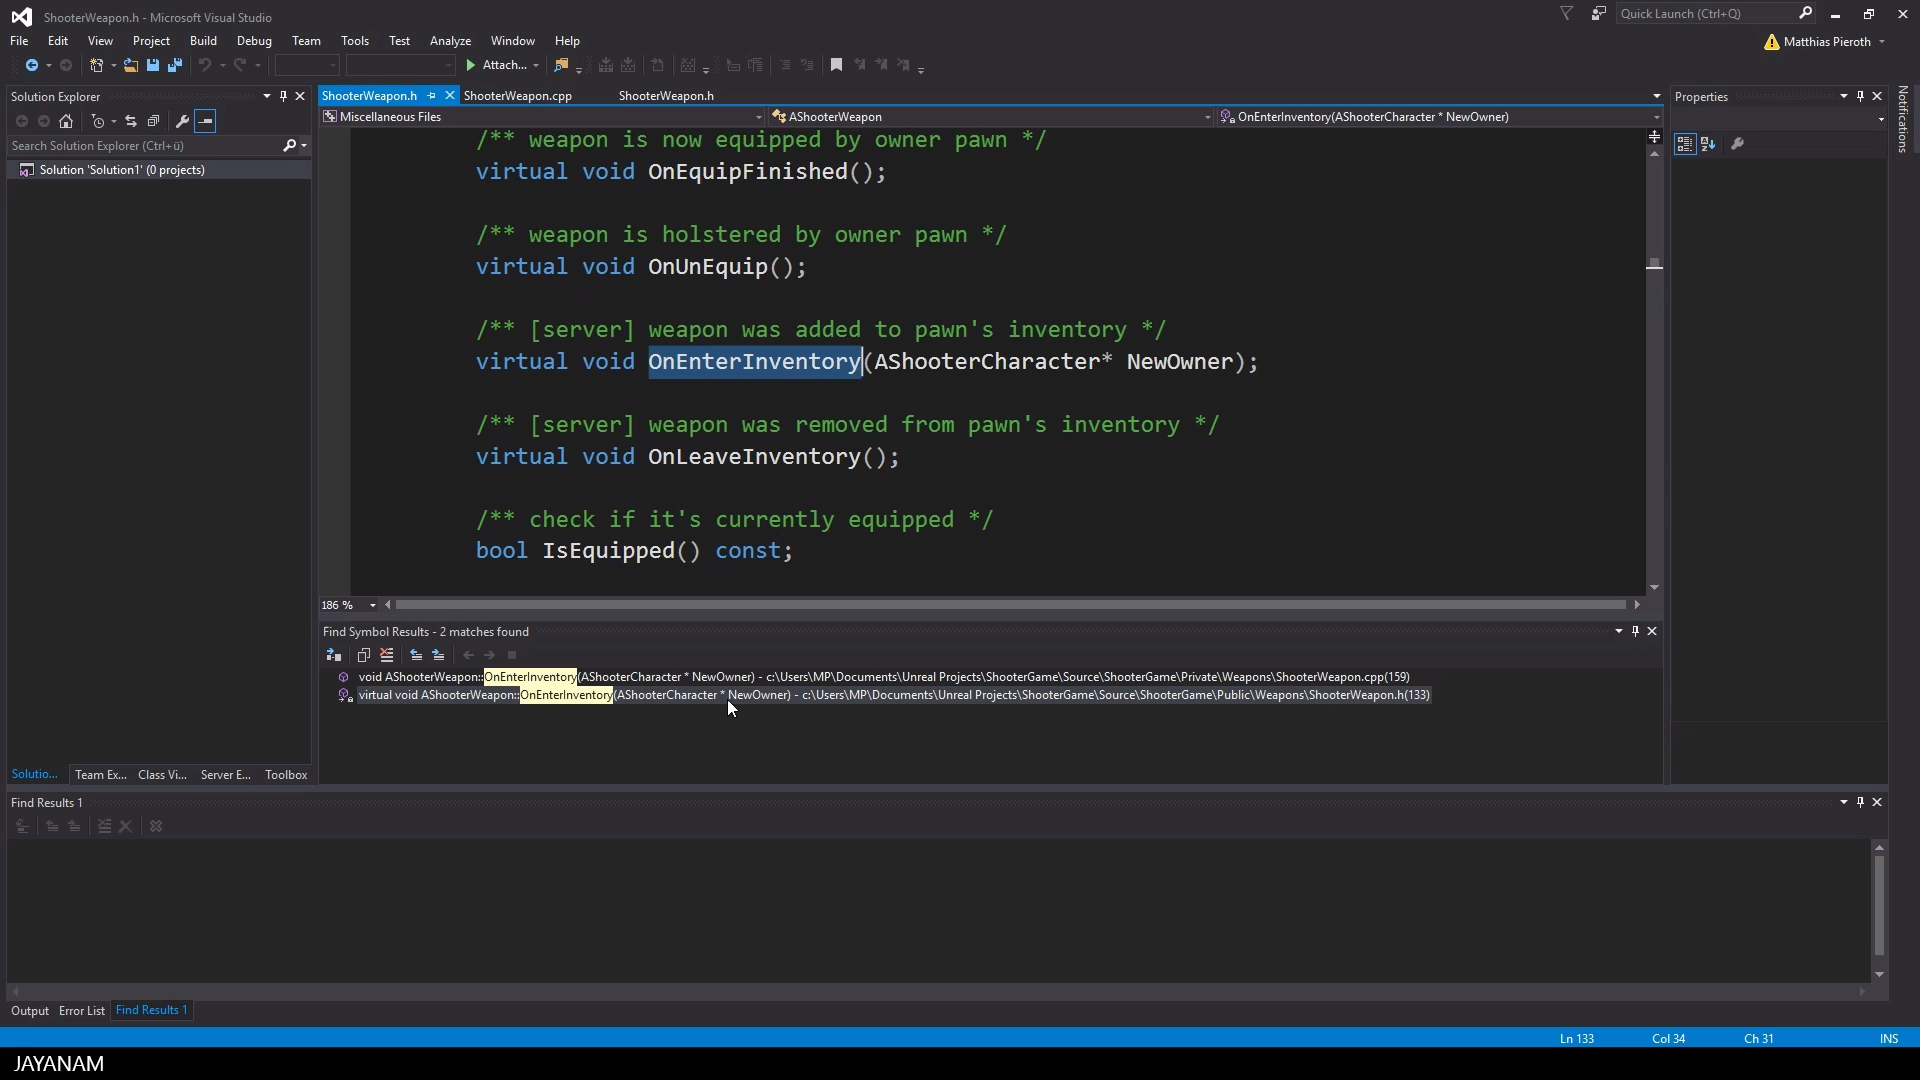 ShooterWeapon.h - Microsoft Visual Studio
Quick Launch (Ctrl+Q)
File Edit View Project Build Debug Team Tools Test Analyze Window Help
Matthias Pieroth
Attach...
Solution Explorer
ShooterWeapon.h ShooterWeapon.cpp ShooterWeapon.h
Properties
Notifications
Miscellaneous Files
AShooterWeapon
OnEnterInventory(AShooterCharacter * NewOwner)
Search Solution Explorer (Ctrl+ü)
Solution 'Solution1' (0 projects)
/** weapon is now equipped by owner pawn */
virtual void OnEquipFinished();
/** weapon is holstered by owner pawn */
virtual void OnUnEquip();
/** [server] weapon was added to pawn's inventory */
virtual void OnEnterInventory(AShooterCharacter* NewOwner);
/** [server] weapon was removed from pawn's inventory */
virtual void OnLeaveInventory();
/** check if it's currently equipped */
bool IsEquipped() const;
186 %
Find Symbol Results - 2 matches found
void AShooterWeapon::OnEnterInventory(AShooterCharacter * NewOwner) - c:\Users\MP\Documents\Unreal Projects\ShooterGame\Source\ShooterGame\Private\Weapons\ShooterWeapon.cpp(159)
virtual void AShooterWeapon::OnEnterInventory(AShooterCharacter * NewOwner) - c:\Users\MP\Documents\Unreal Projects\ShooterGame\Source\ShooterGame\Public\Weapons\ShooterWeapon.h(133)
Solutio... Team Ex... Class Vi... Server E... Toolbox
Find Results 1
Output Error List Find Results 1
Ln 133 Col 34 Ch 31 INS
JAYANAM